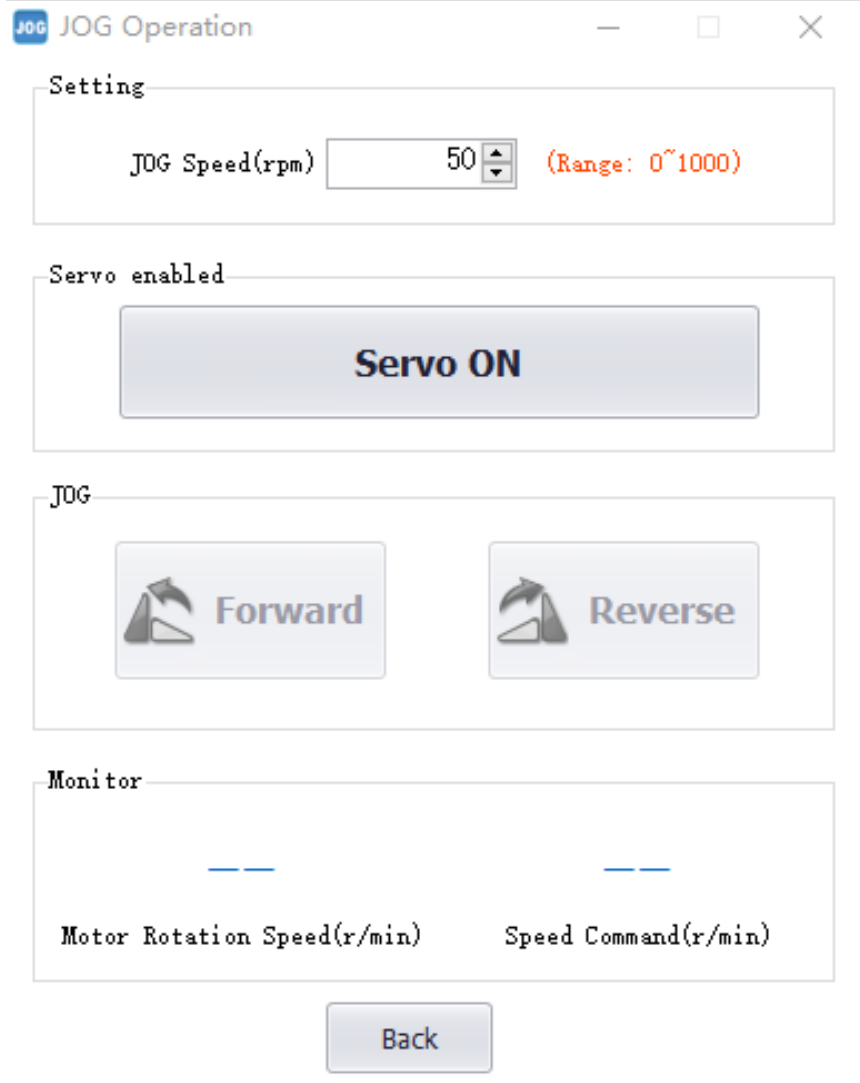 JOG JOG Operation
Setting
JOG Speed(rpm) 50 (Range: 0~1000)
Servo enabled
Servo ON
JOG
Forward Reverse
Monitor
—— ——
Motor Rotation Speed(r/min) Speed Command(r/min)
Back